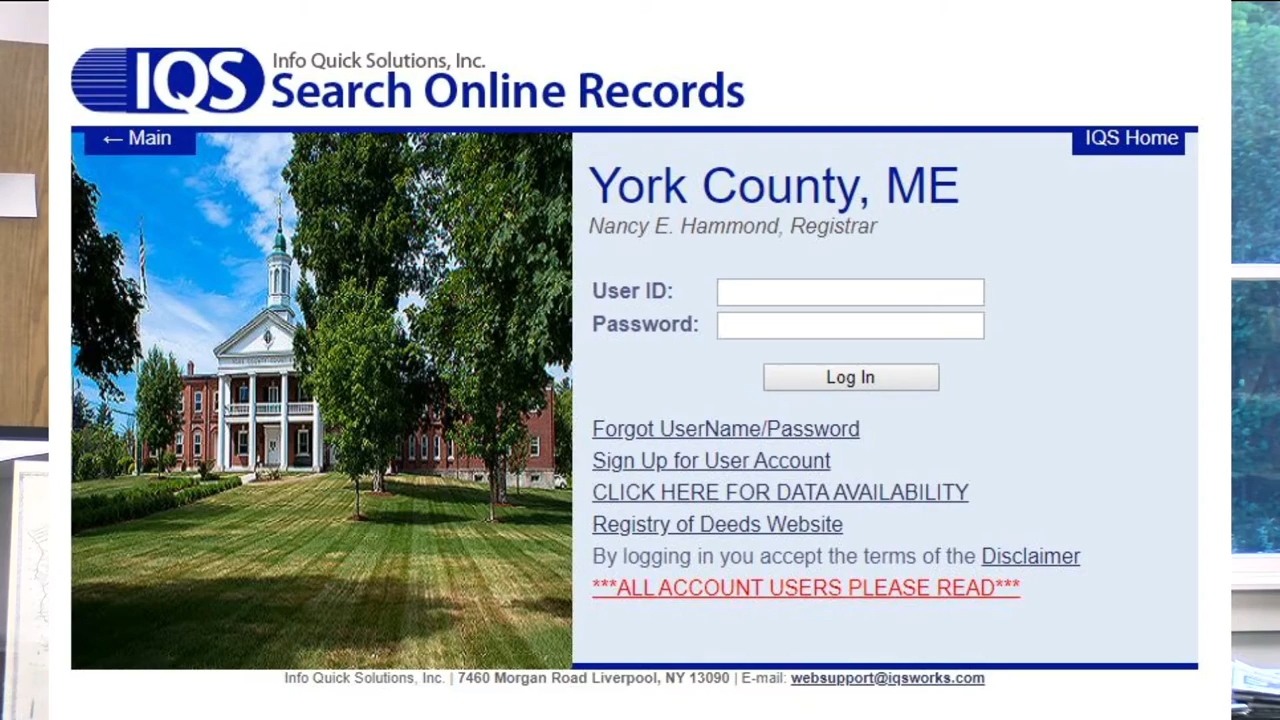 IQS
Info Quick Solutions, Inc.
Search Online Records
← Main
IQS Home
York County, ME
Nancy E. Hammond, Registrar
User ID:
Password:
Log In
Forgot UserName/Password
Sign Up for User Account
CLICK HERE FOR DATA AVAILABILITY
Registry of Deeds Website
By logging in you accept the terms of the Disclaimer
***ALL ACCOUNT USERS PLEASE READ***
Info Quick Solutions, Inc. | 7460 Morgan Road Liverpool, NY 13090 | E-mail: websupport@iqsworks.com